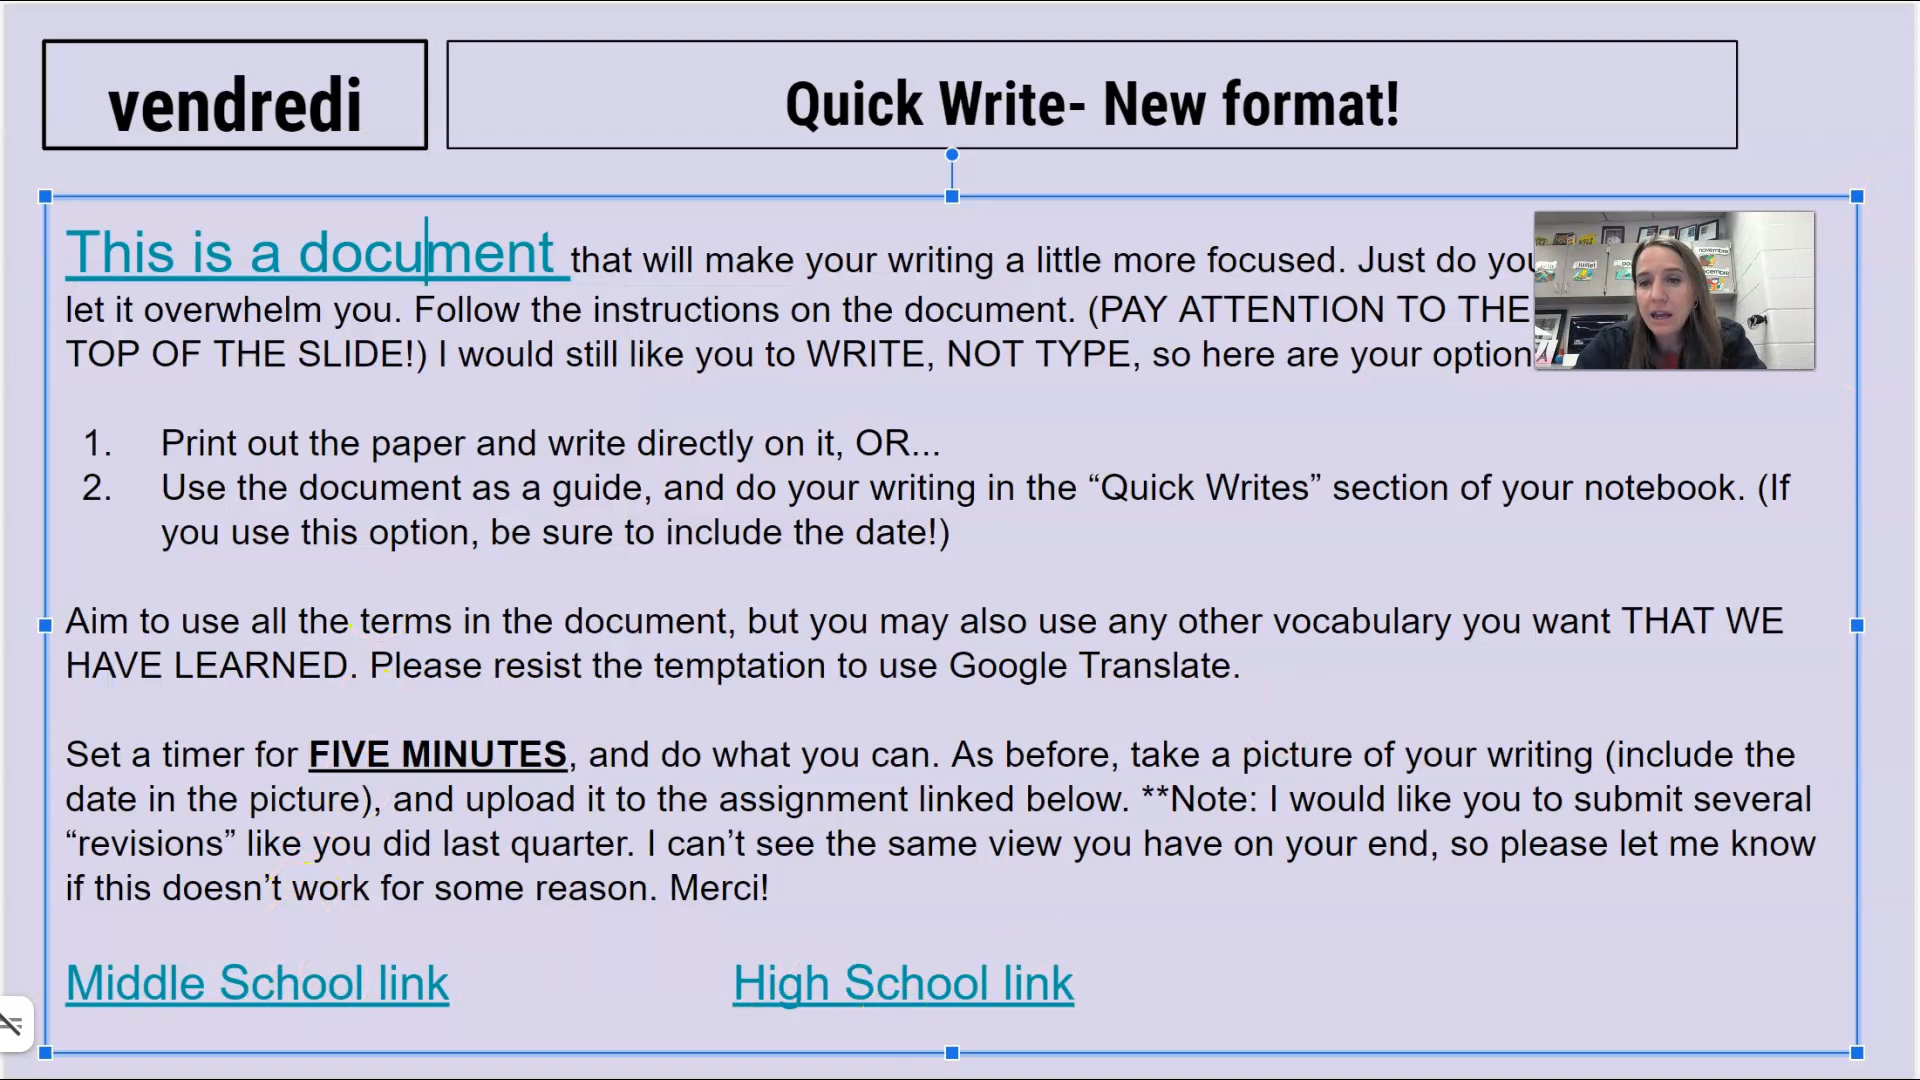 vendredi
Quick Write- New format!
This is a document that will make your writing a little more focused. Just do
let it overwhelm you. Follow the instructions on the document. (PAY ATTENTION TO THE
TOP OF THE SLIDE!) I would still like you to WRITE, NOT TYPE, so here are your option
1. Print out the paper and write directly on it, OR...
2. Use the document as a guide, and do your writing in the “Quick Writes” section of your notebook. (If
you use this option, be sure to include the date!)
Aim to use all the terms in the document, but you may also use any other vocabulary you want THAT WE
HAVE LEARNED. Please resist the temptation to use Google Translate.
Set a timer for FIVE MINUTES, and do what you can. As before, take a picture of your writing (include the
date in the picture), and upload it to the assignment linked below. **Note: I would like you to submit several
“revisions” like you did last quarter. I can’t see the same view you have on your end, so please let me know
if this doesn’t work for some reason. Merci!
Middle School link
High School link
novembre